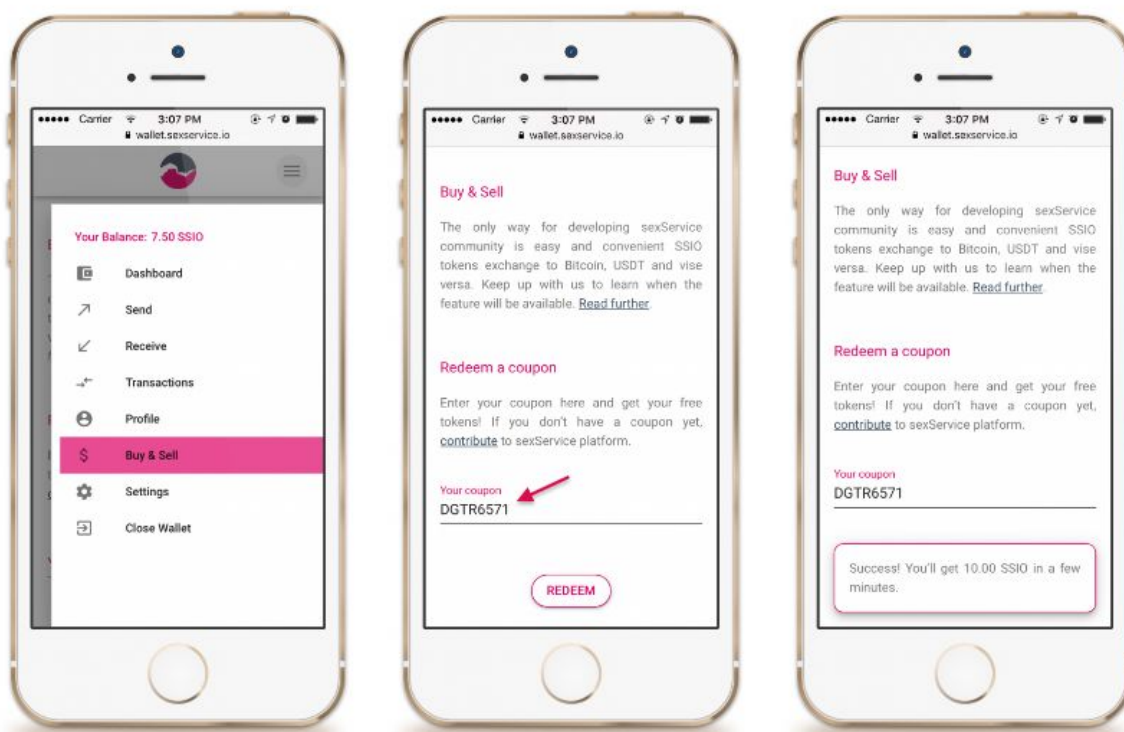 Carrier 3:07 PM
wallet.sexservice.io
Your Balance: 7.50 SSIO
Dashboard
Send
Receive
Transactions
Profile
$ Buy & Sell
Settings
Close Wallet
Carrier 3:07 PM
wallet.sexservice.io
Buy & Sell
The only way for developing sexService
community is easy and convenient SSIO
tokens exchange to Bitcoin, USDT and vise
versa. Keep up with us to learn when the
feature will be available. Read further.
Redeem a coupon
Enter your coupon here and get your free
tokens! If you don't have a coupon yet,
contribute to sexService platform.
Your coupon
DGTR6571
REDEEM
Carrier 3:07 PM
wallet.sexservice.io
Buy & Sell
The only way for developing sexService
community is easy and convenient SSIO
tokens exchange to Bitcoin, USDT and vise
versa. Keep up with us to learn when the
feature will be available. Read further.
Redeem a coupon
Enter your coupon here and get your free
tokens! If you don't have a coupon yet,
contribute to sexService platform.
Your coupon
DGTR6571
Success! You'll get 10.00 SSIO in a few
minutes.